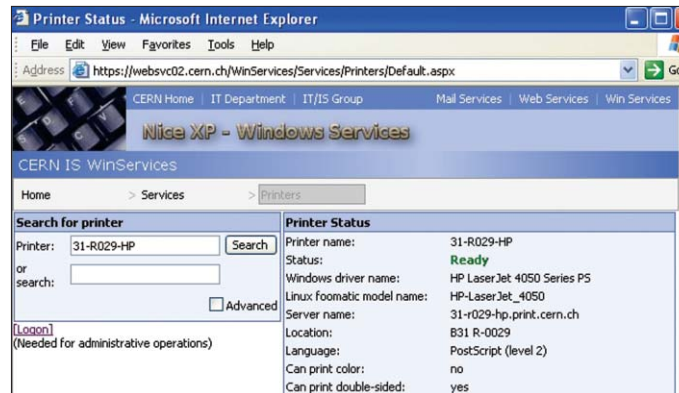 Printer Status - Microsoft Internet Explorer
File Edit View Favorites Tools Help
Address https://websvc02.cern.ch/WinServices/Services/Printers/Default.aspx
CERN Home | IT Department | IT/IS Group Mail Services | Web Services | Win Services
Nice XP - Windows Services
CERN IS WinServices
Home > Services > Printers
Search for printer
Printer: 31-R029-HP Search
or search:
Advanced
[Logon]
(Needed for administrative operations)
Printer Status
Printer name: 31-R029-HP
Status: Ready
Windows driver name: HP LaserJet 4050 Series PS
Linux foomatic model name: HP-LaserJet_4050
Server name: 31-r029-hp.print.cern.ch
Location: B31 R-0029
Language: PostScript (level 2)
Can print color: no
Can print double-sided: yes